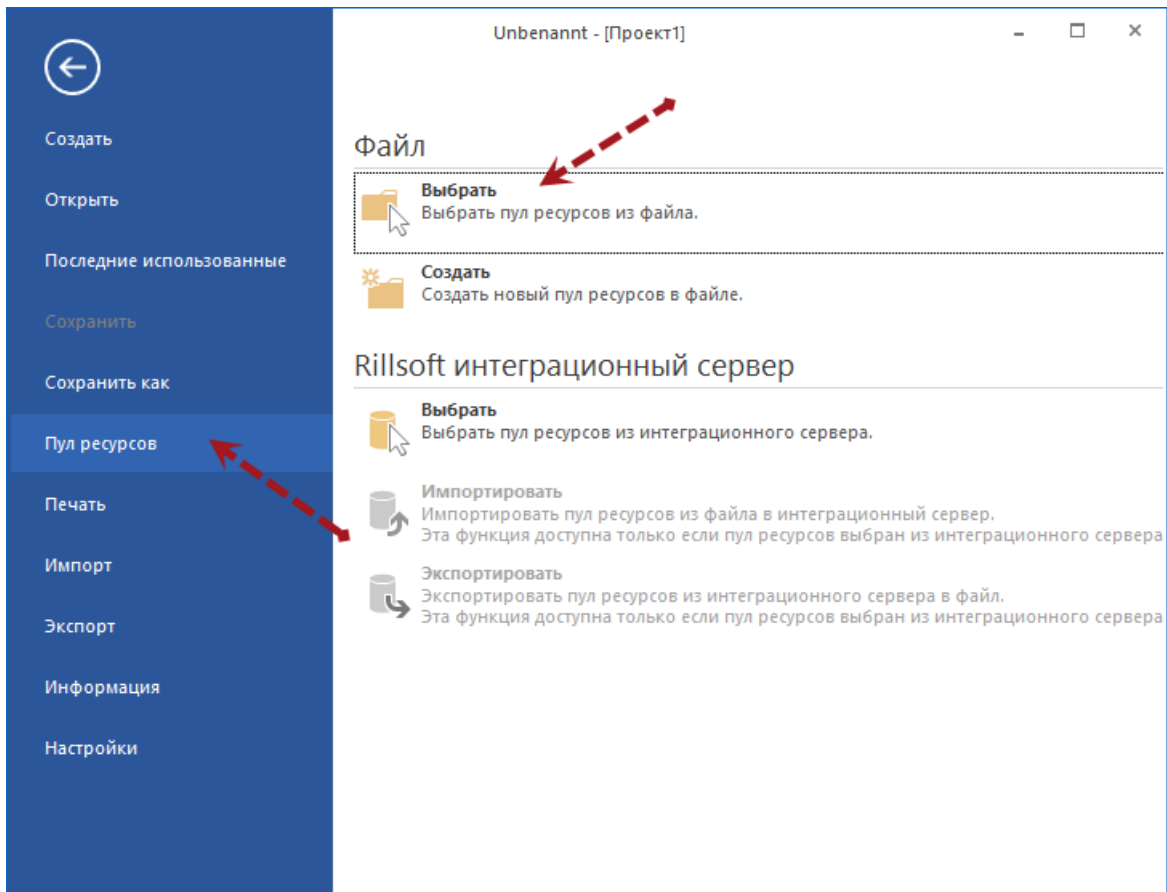 Unbenannt - [Проект1]
Создать
Открыть
Последние использованные
Сохранить
Сохранить как
Пул ресурсов
Печать
Импорт
Экспорт
Информация
Настройки
Файл
Выбрать
Выбрать пул ресурсов из файла.
Создать
Создать новый пул ресурсов в файле.
Rillsoft интеграционный сервер
Выбрать
Выбрать пул ресурсов из интеграционного сервера.
Импортировать
Импортировать пул ресурсов из файла в интеграционный сервер.
Эта функция доступна только если пул ресурсов выбран из интеграционного сервера
Экспортировать
Экспортировать пул ресурсов из интеграционного сервера в файл.
Эта функция доступна только если пул ресурсов выбран из интеграционного сервера